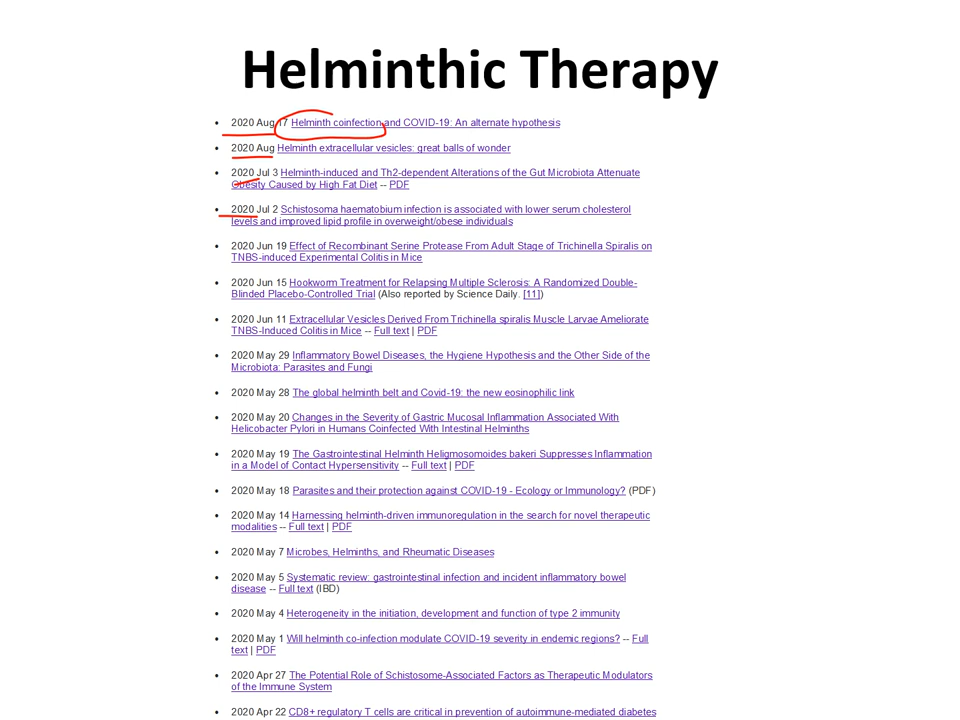 Helminthic Therapy
• 2020 Aug 17 Helminth coinfection and COVID-19: An alternate hypothesis
• 2020 Aug Helminth extracellular vesicles: great balls of wonder
• 2020 Jul 3 Helminth-induced and Th2-dependent Alterations of the Gut Microbiota Attenuate
Obesity Caused by High Fat Diet -- PDF
• 2020 Jul 2 Schistosoma haematobium infection is associated with lower serum cholesterol
levels and improved lipid profile in overweight/obese individuals
• 2020 Jun 19 Effect of Recombinant Serine Protease From Adult Stage of Trichinella Spiralis on
TNBS-induced Experimental Colitis in Mice
• 2020 Jun 15 Hookworm Treatment for Relapsing Multiple Sclerosis: A Randomized Double-
Blinded Placebo-Controlled Trial (Also reported by Science Daily. [11])
• 2020 Jun 11 Extracellular Vesicles Derived From Trichinella spiralis Muscle Larvae Ameliorate
TNBS-Induced Colitis in Mice -- Full text | PDF
• 2020 May 29 Inflammatory Bowel Diseases, the Hygiene Hypothesis and the Other Side of the
Microbiota: Parasites and Fungi
• 2020 May 28 The global helminth belt and Covid-19: the new eosinophilic link
• 2020 May 20 Changes in the Severity of Gastric Mucosal Inflammation Associated With
Helicobacter Pylori in Humans Coinfected With Intestinal Helminths
• 2020 May 19 The Gastrointestinal Helminth Heligmosomoides bakeri Suppresses Inflammation
in a Model of Contact Hypersensitivity -- Full text | PDF
• 2020 May 18 Parasites and their protection against COVID-19 - Ecology or Immunology? (PDF)
• 2020 May 14 Harnessing helminth-driven immunoregulation in the search for novel therapeutic
modalities -- Full text | PDF
• 2020 May 7 Microbes, Helminths, and Rheumatic Diseases
• 2020 May 5 Systematic review: gastrointestinal infection and incident inflammatory bowel
disease -- Full text (IBD)
• 2020 May 4 Heterogeneity in the initiation, development and function of type 2 immunity
• 2020 May 1 Will helminth co-infection modulate COVID-19 severity in endemic regions? -- Full
text | PDF
• 2020 Apr 27 The Potential Role of Schistosome-Associated Factors as Therapeutic Modulators
of the Immune System
• 2020 Apr 22 CD8+ regulatory T cells are critical in prevention of autoimmune-mediated diabetes